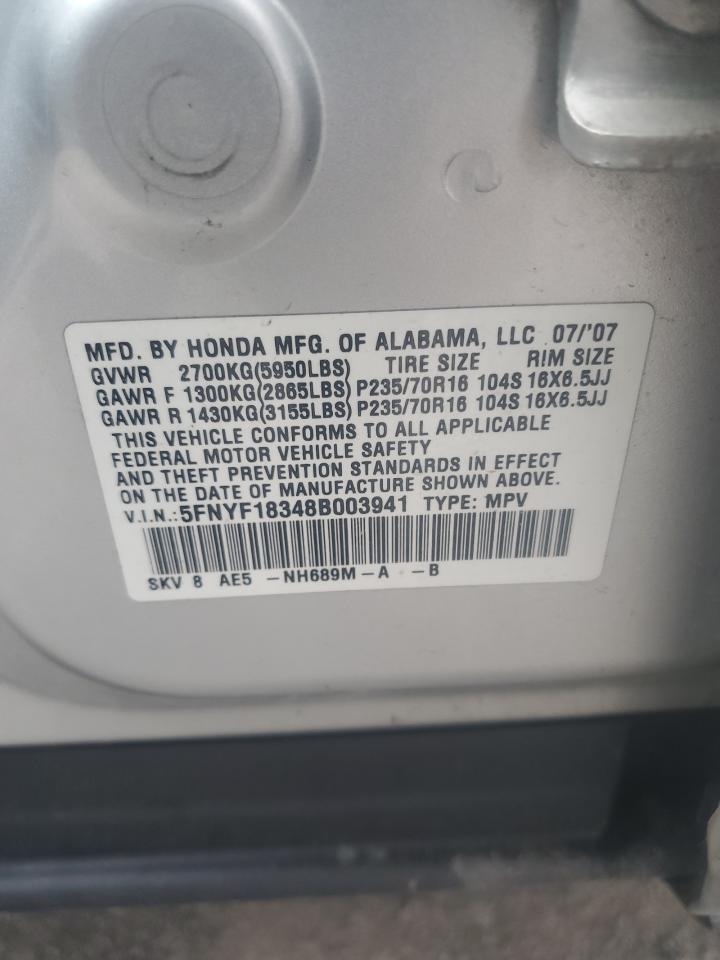 MFD. BY HONDA MFG. OF ALABAMA, LLC 07/'07
GVWR 2700KG(5950LBS) TIRE SIZE RIM SIZE
GAWR F 1300KG(2865LBS) P235/70R16 104S 16X6.5JJ
GAWR R 1430KG(3155LBS) P235/70R16 104S 16X6.5JJ
THIS VEHICLE CONFORMS TO ALL APPLICABLE
FEDERAL MOTOR VEHICLE SAFETY
AND THEFT PREVENTION STANDARDS IN EFFECT
ON THE DATE OF MANUFACTURE SHOWN ABOVE.
V.I.N.:5FNYF18348B003941 TYPE: MPV
SKV 8 AE5 -NH689M-A -B